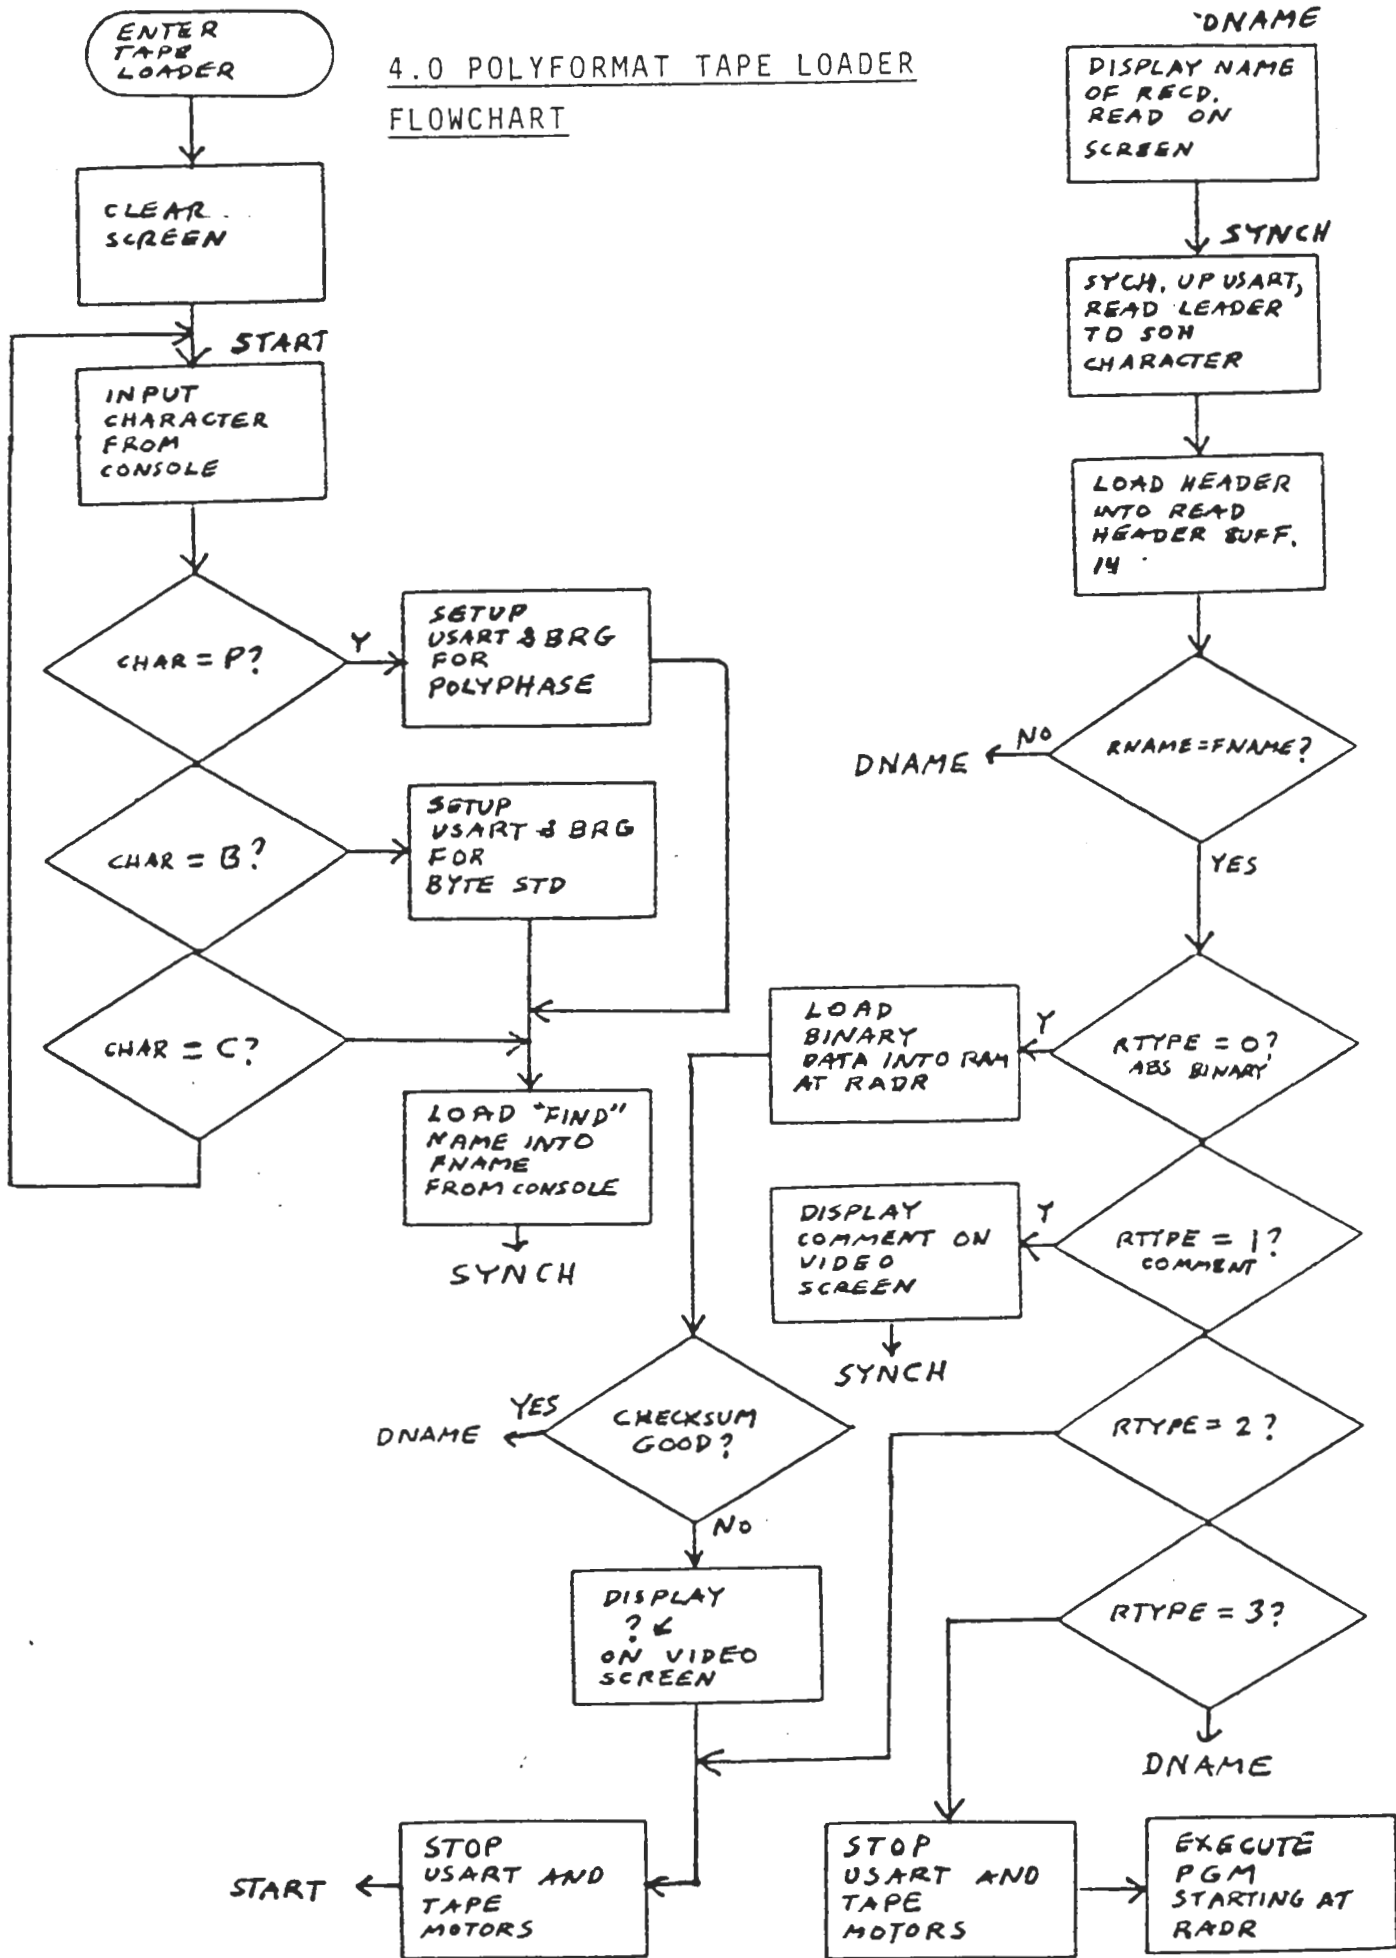 ENTER
TAPE
LOADER
4.0 POLYFORMAT TAPE LOADER
FLOWCHART
CLEAR
SCREEN
START
INPUT
CHARACTER
FROM
CONSOLE
CHAR = P?
Y
SETUP
USART & BRG
FOR
POLYPHASE
CHAR = B?
SETUP
USART & BRG
FOR
BYTE STD
CHAR = C?
LOAD "FIND"
NAME INTO
FNAME
FROM CONSOLE
SYNCH
DNAME
DISPLAY NAME
OF RECD.
READ ON
SCREEN
SYNCH
SYCH. UP USART,
READ LEADER
TO SOH
CHARACTER
LOAD HEADER
INTO READ
HEADER BUFF.
14
RNAME=FNAME?
NO
DNAME
YES
RTYPE = 0?
ABS BINARY
Y
LOAD
BINARY
DATA INTO RAM
AT RADR
RTYPE = 1?
COMMENT
Y
DISPLAY
COMMENT ON
VIDEO
SCREEN
SYNCH
CHECKSUM
GOOD?
YES
DNAME
NO
DISPLAY
? ↙
ON VIDEO
SCREEN
RTYPE = 2?
RTYPE = 3?
DNAME
STOP
USART AND
TAPE
MOTORS
START
STOP
USART AND
TAPE
MOTORS
EXECUTE
PGM
STARTING AT
RADR